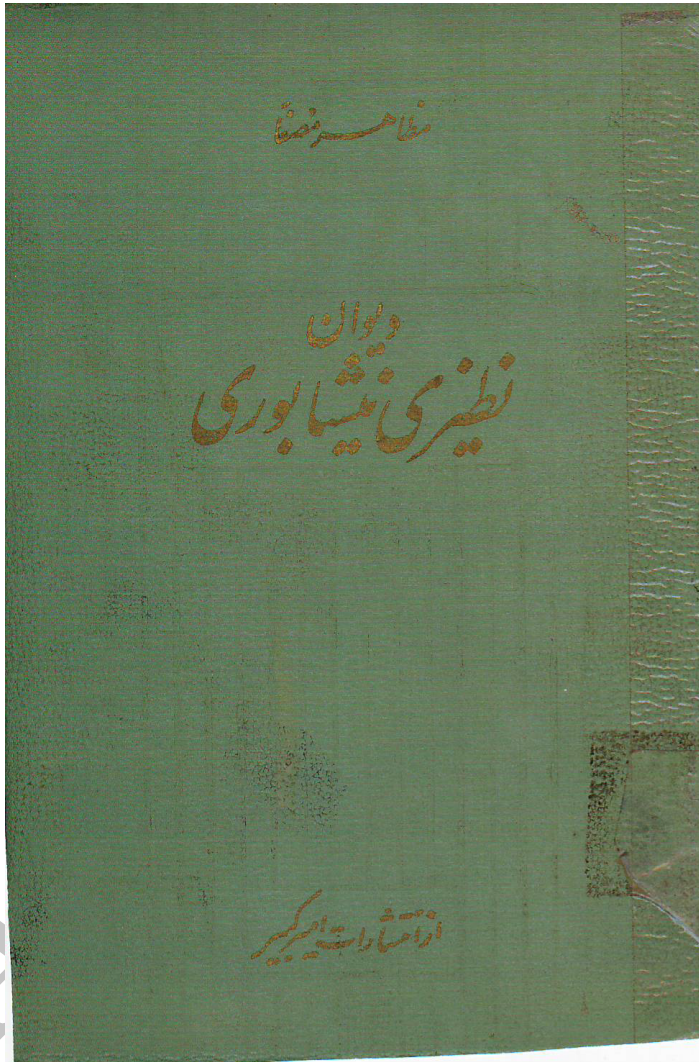 مظاهر مصفا
دیوان
نظیری نیشابوری
از انتشارات امیرکبیر